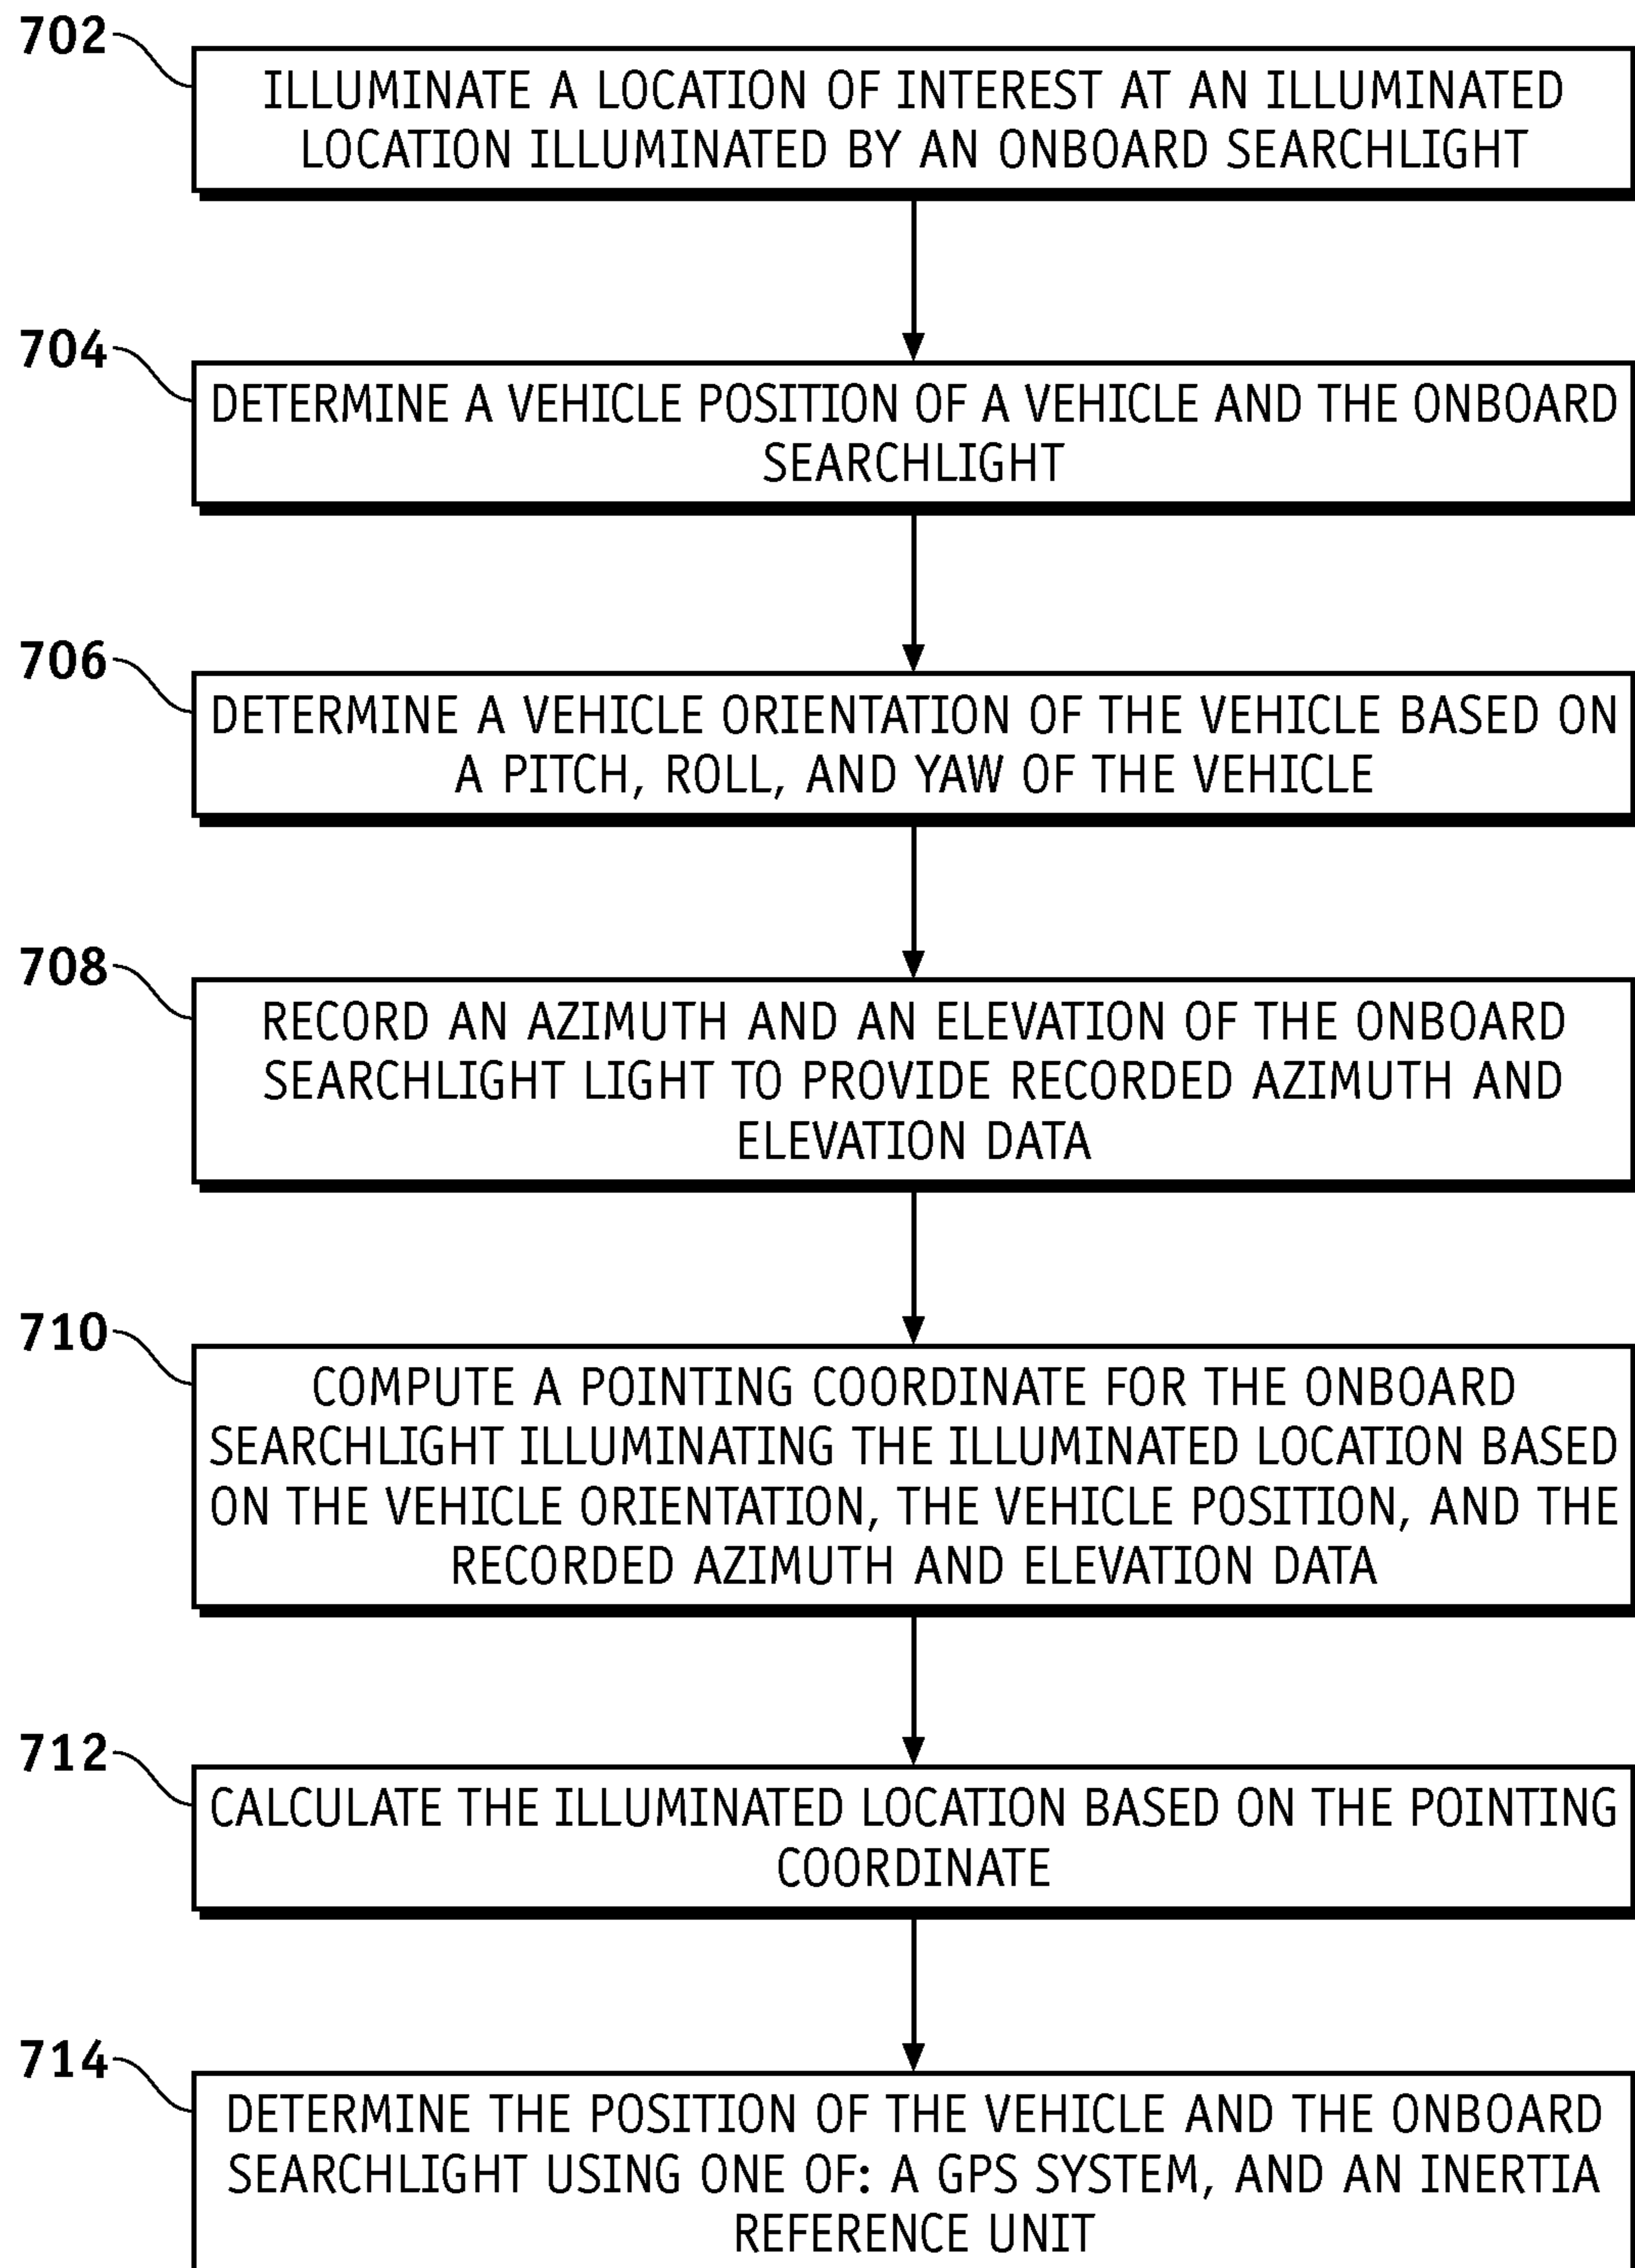 702
ILLUMINATE A LOCATION OF INTEREST AT AN ILLUMINATED
LOCATION ILLUMINATED BY AN ONBOARD SEARCHLIGHT
704
DETERMINE A VEHICLE POSITION OF A VEHICLE AND THE ONBOARD
SEARCHLIGHT
706
DETERMINE A VEHICLE ORIENTATION OF THE VEHICLE BASED ON
A PITCH, ROLL, AND YAW OF THE VEHICLE
708
RECORD AN AZIMUTH AND AN ELEVATION OF THE ONBOARD
SEARCHLIGHT LIGHT TO PROVIDE RECORDED AZIMUTH AND
ELEVATION DATA
710
COMPUTE A POINTING COORDINATE FOR THE ONBOARD
SEARCHLIGHT ILLUMINATING THE ILLUMINATED LOCATION BASED
ON THE VEHICLE ORIENTATION, THE VEHICLE POSITION, AND THE
RECORDED AZIMUTH AND ELEVATION DATA
712
CALCULATE THE ILLUMINATED LOCATION BASED ON THE POINTING
COORDINATE
714
DETERMINE THE POSITION OF THE VEHICLE AND THE ONBOARD
SEARCHLIGHT USING ONE OF: A GPS SYSTEM, AND AN INERTIA
REFERENCE UNIT